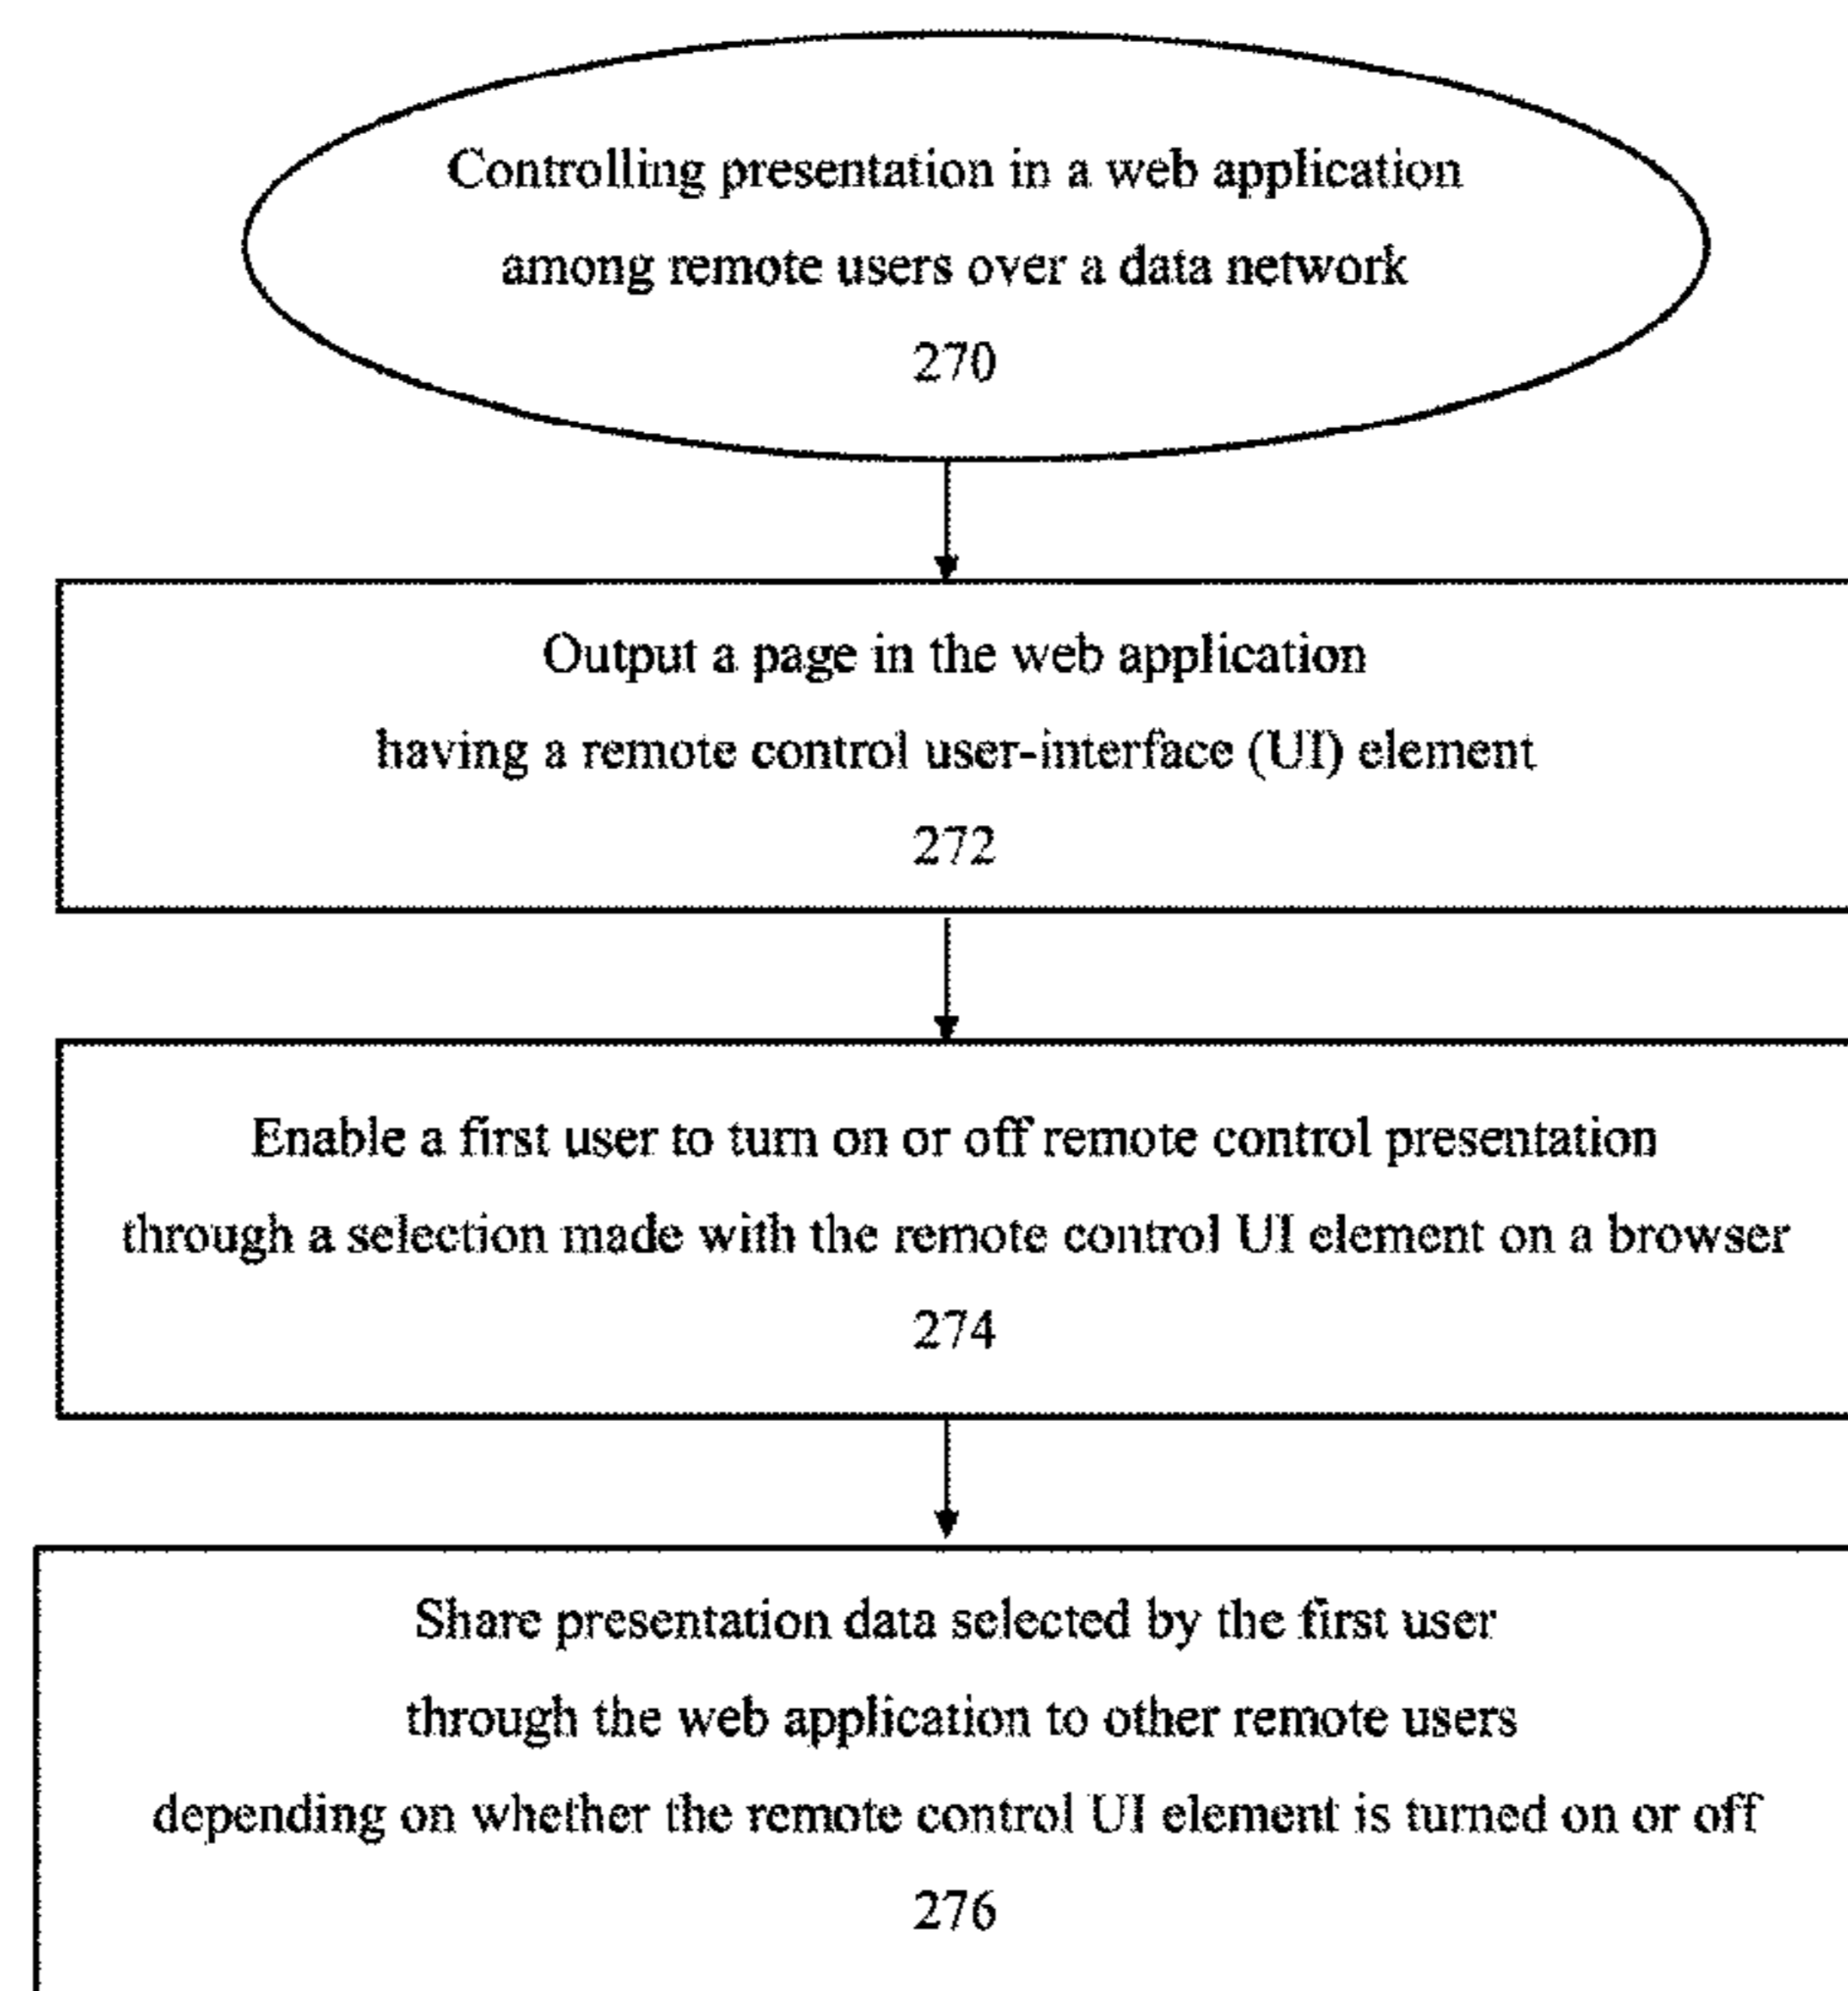 Controlling presentation in a web application
among remote users over a data network
270
Output a page in the web application
having a remote control user-interface (UI) element
272
Enable a first user to turn on or off remote control presentation
through a selection made with the remote control UI element on a browser
274
Share presentation data selected by the first user
through the web application to other remote users
depending on whether the remote control UI element is turned on or off
276